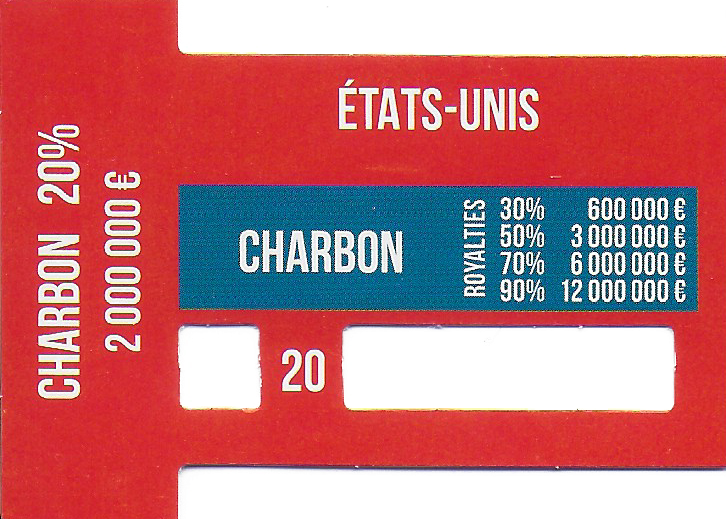 CHARBON 20%
2 000 000 €
ÉTATS-UNIS
CHARBON
ROYALTIES
30% 600 000 €
50% 3 000 000 €
70% 6 000 000 €
90% 12 000 000 €
20